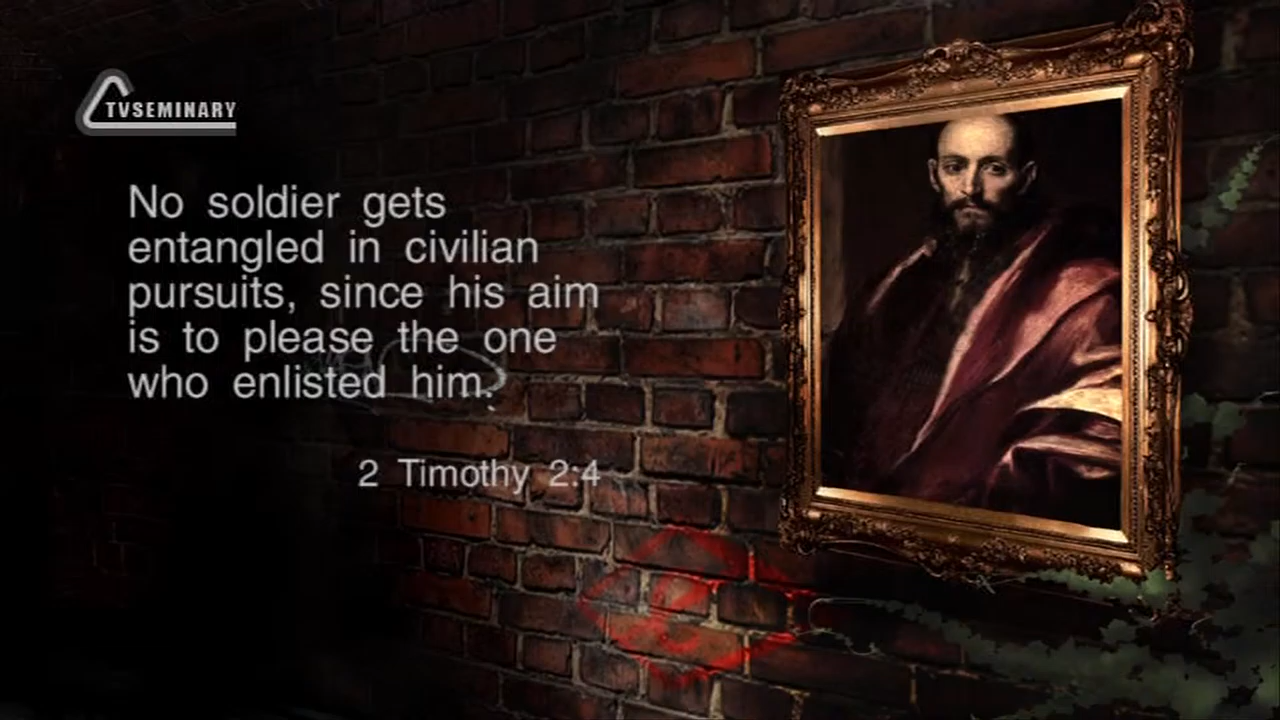 TVSEMINARY
No soldier gets
entangled in civilian
pursuits, since his aim
is to please the one
who enlisted him.
2 Timothy 2:4